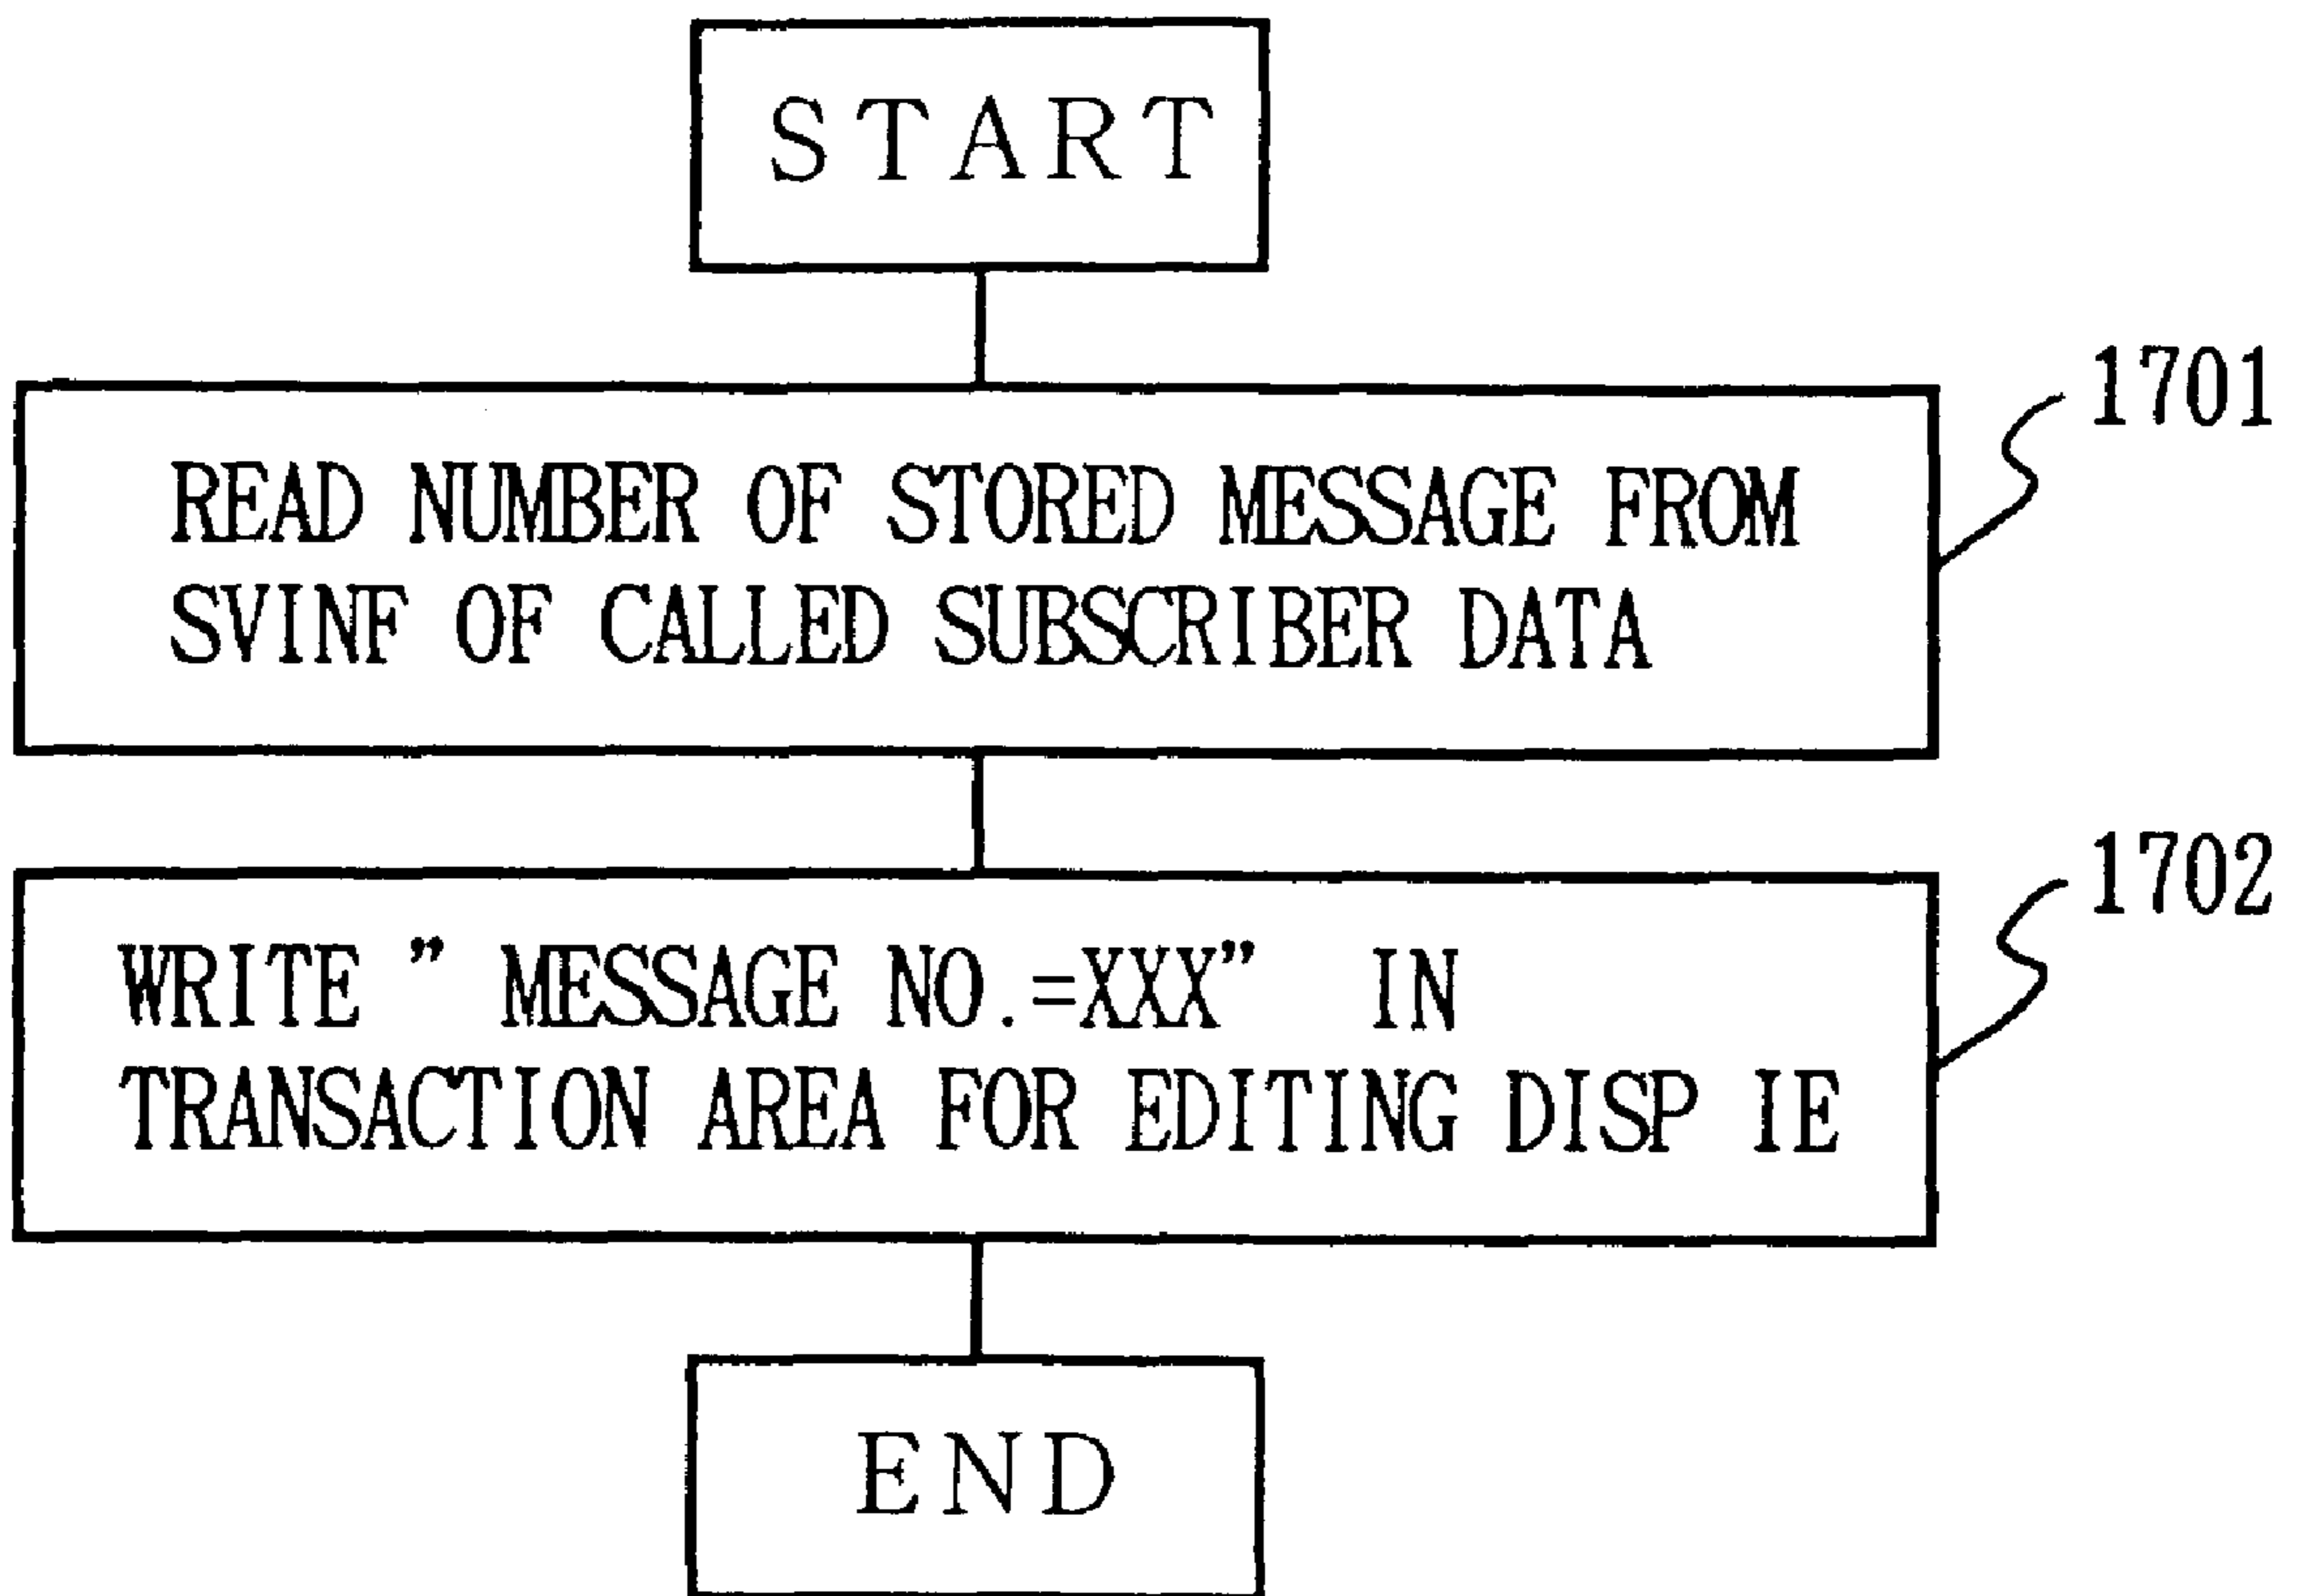 START
1701
READ NUMBER OF STORED MESSAGE FROM
SVINF OF CALLED SUBSCRIBER DATA
1702
WRITE ” MESSAGE NO.=XXX” IN
TRANSACTION AREA FOR EDITING DISP IE
END